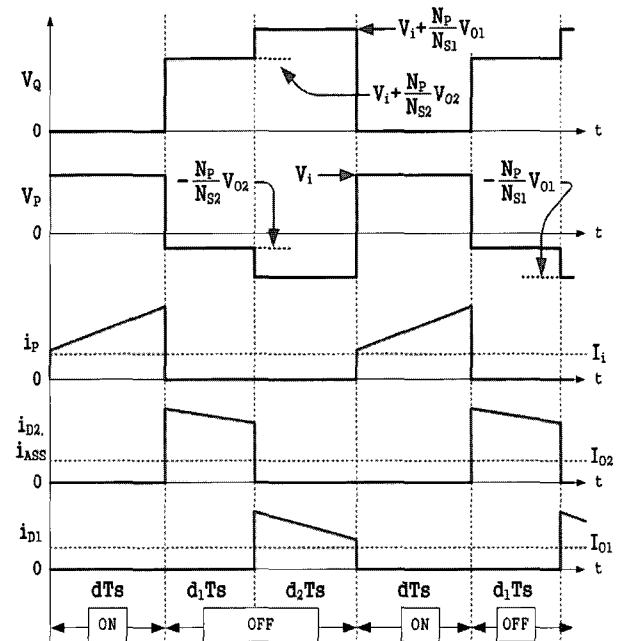 V_Q
0
V_i + N_P/N_S1 V_O1
V_i + N_P/N_S2 V_O2
t
V_P
0
- N_P/N_S2 V_O2
V_i
- N_P/N_S1 V_O1
t
i_P
0
I_i
t
i_D2,
i_ASS
0
I_O2
t
i_D1
0
I_O1
t
dTs d_1Ts d_2Ts dTs d_1Ts
ON OFF ON OFF